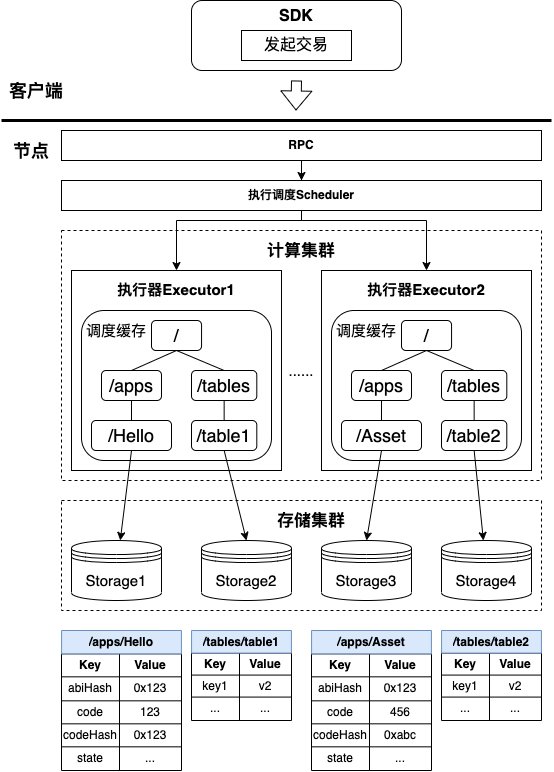 SDK
发起交易
客户端
节点
RPC
执行调度Scheduler
计算集群
执行器Executor1
调度缓存
/
/apps
/tables
/Hello
/table1
......
执行器Executor2
调度缓存
/
/apps
/tables
/Asset
/table2
存储集群
Storage1
Storage2
Storage3
Storage4
/apps/Hello
Key Value
abiHash 0x123
code 123
codeHash 0x123
state ...
/tables/table1
Key Value
key1 v2
... ...
/apps/Asset
Key Value
abiHash 0x123
code 456
codeHash 0xabc
state ...
/tables/table2
Key Value
key1 v2
... ...